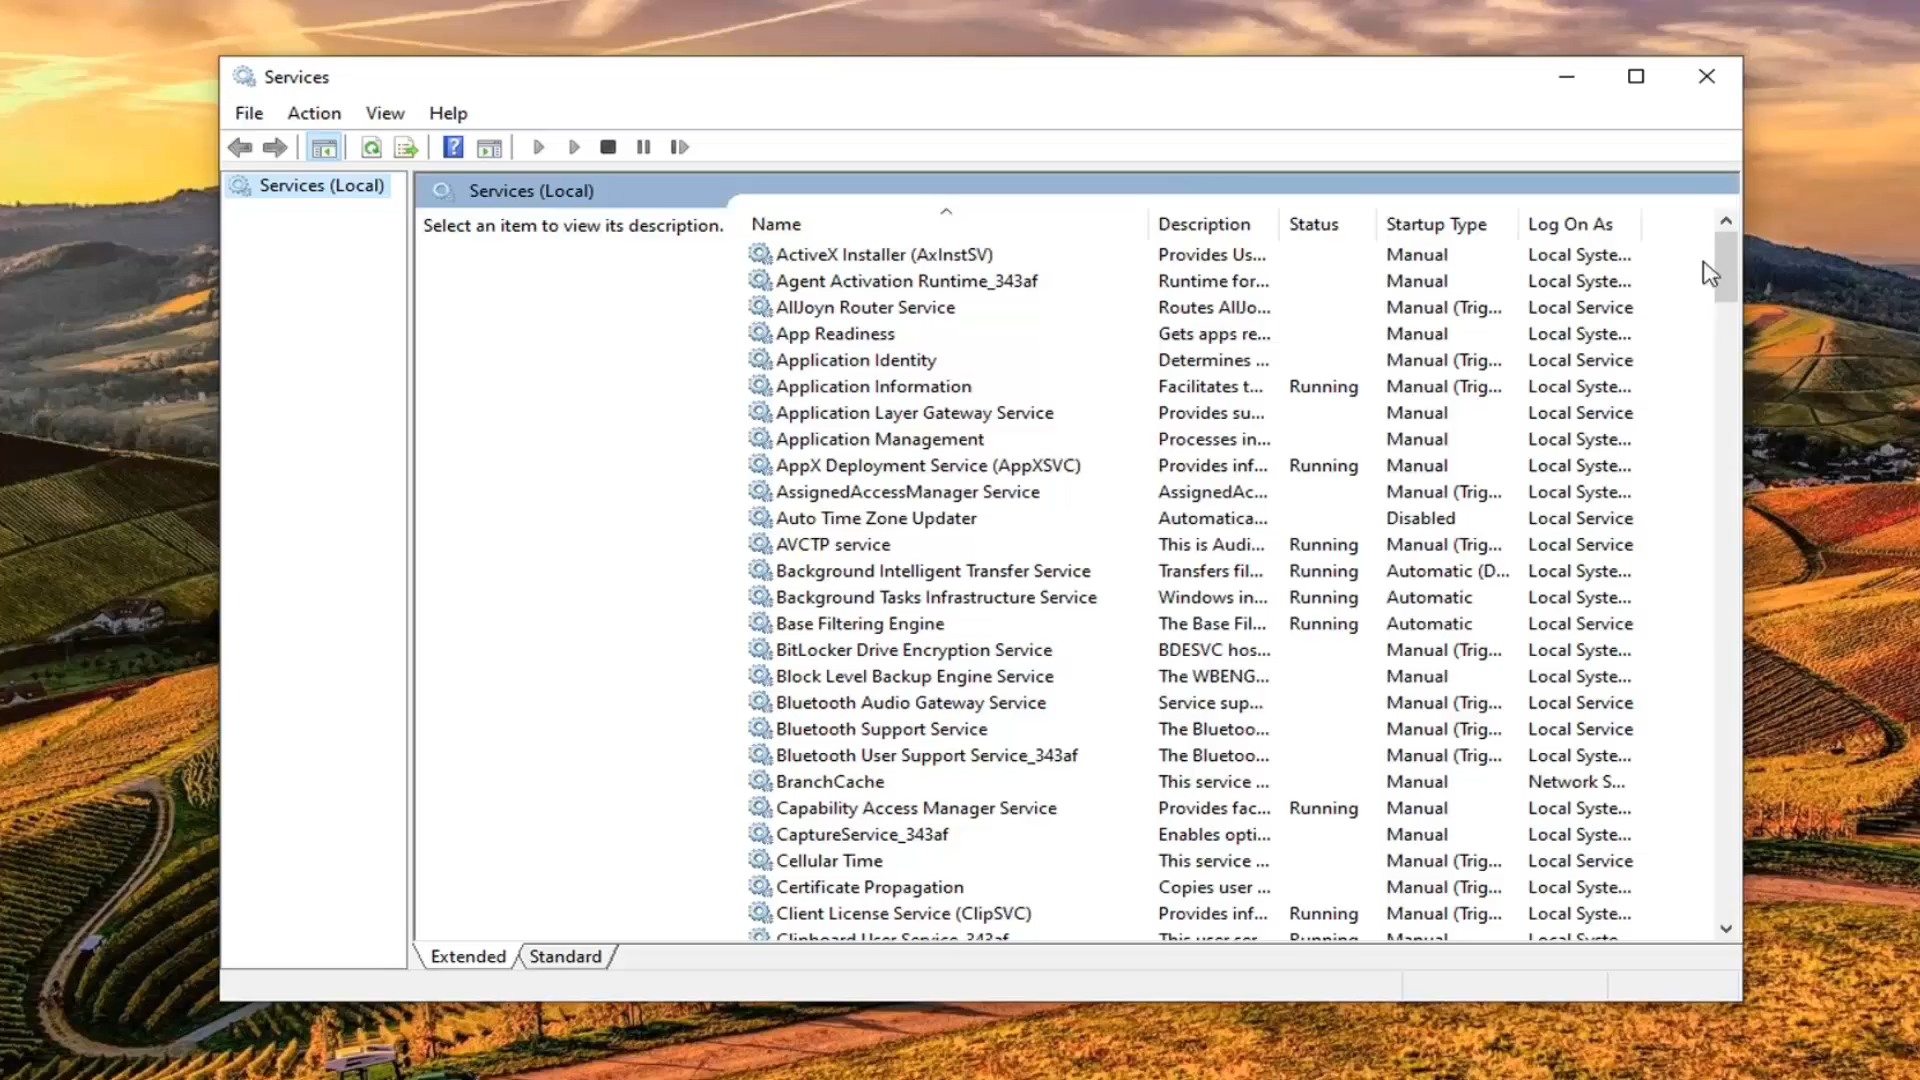 Services
File Action View Help
Services (Local)
Services (Local)
Select an item to view its description.
Name Description Status Startup Type Log On As
ActiveX Installer (AxInstSV) Provides Us... Manual Local Syste...
Agent Activation Runtime_343af Runtime for... Manual Local Syste...
AllJoyn Router Service Routes AllJo... Manual (Trig... Local Service
App Readiness Gets apps re... Manual Local Syste...
Application Identity Determines ... Manual (Trig... Local Service
Application Information Facilitates t... Running Manual (Trig... Local Syste...
Application Layer Gateway Service Provides su... Manual Local Service
Application Management Processes in... Manual Local Syste...
AppX Deployment Service (AppXSVC) Provides inf... Running Manual Local Syste...
AssignedAccessManager Service AssignedAc... Manual (Trig... Local Syste...
Auto Time Zone Updater Automatica... Disabled Local Service
AVCTP service This is Audi... Running Manual (Trig... Local Service
Background Intelligent Transfer Service Transfers fil... Running Automatic (D... Local Syste...
Background Tasks Infrastructure Service Windows in... Running Automatic Local Syste...
Base Filtering Engine The Base Fil... Running Automatic Local Service
BitLocker Drive Encryption Service BDESVC hos... Manual (Trig... Local Syste...
Block Level Backup Engine Service The WBENG... Manual Local Syste...
Bluetooth Audio Gateway Service Service sup... Manual (Trig... Local Service
Bluetooth Support Service The Bluetoo... Manual (Trig... Local Service
Bluetooth User Support Service_343af The Bluetoo... Manual (Trig... Local Syste...
BranchCache This service ... Manual Network S...
Capability Access Manager Service Provides fac... Running Manual Local Syste...
CaptureService_343af Enables opti... Manual Local Syste...
Cellular Time This service ... Manual (Trig... Local Service
Certificate Propagation Copies user ... Manual (Trig... Local Syste...
Client License Service (ClipSVC) Provides inf... Running Manual (Trig... Local Syste...
Clipboard User Service_343af This user ser... Running Manual Local Syste...
Extended Standard